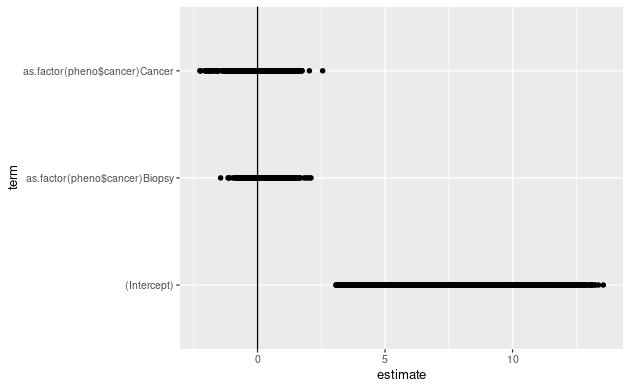 term
as.factor(pheno$cancer)Cancer
as.factor(pheno$cancer)Biopsy
(Intercept)
0
5
10
estimate